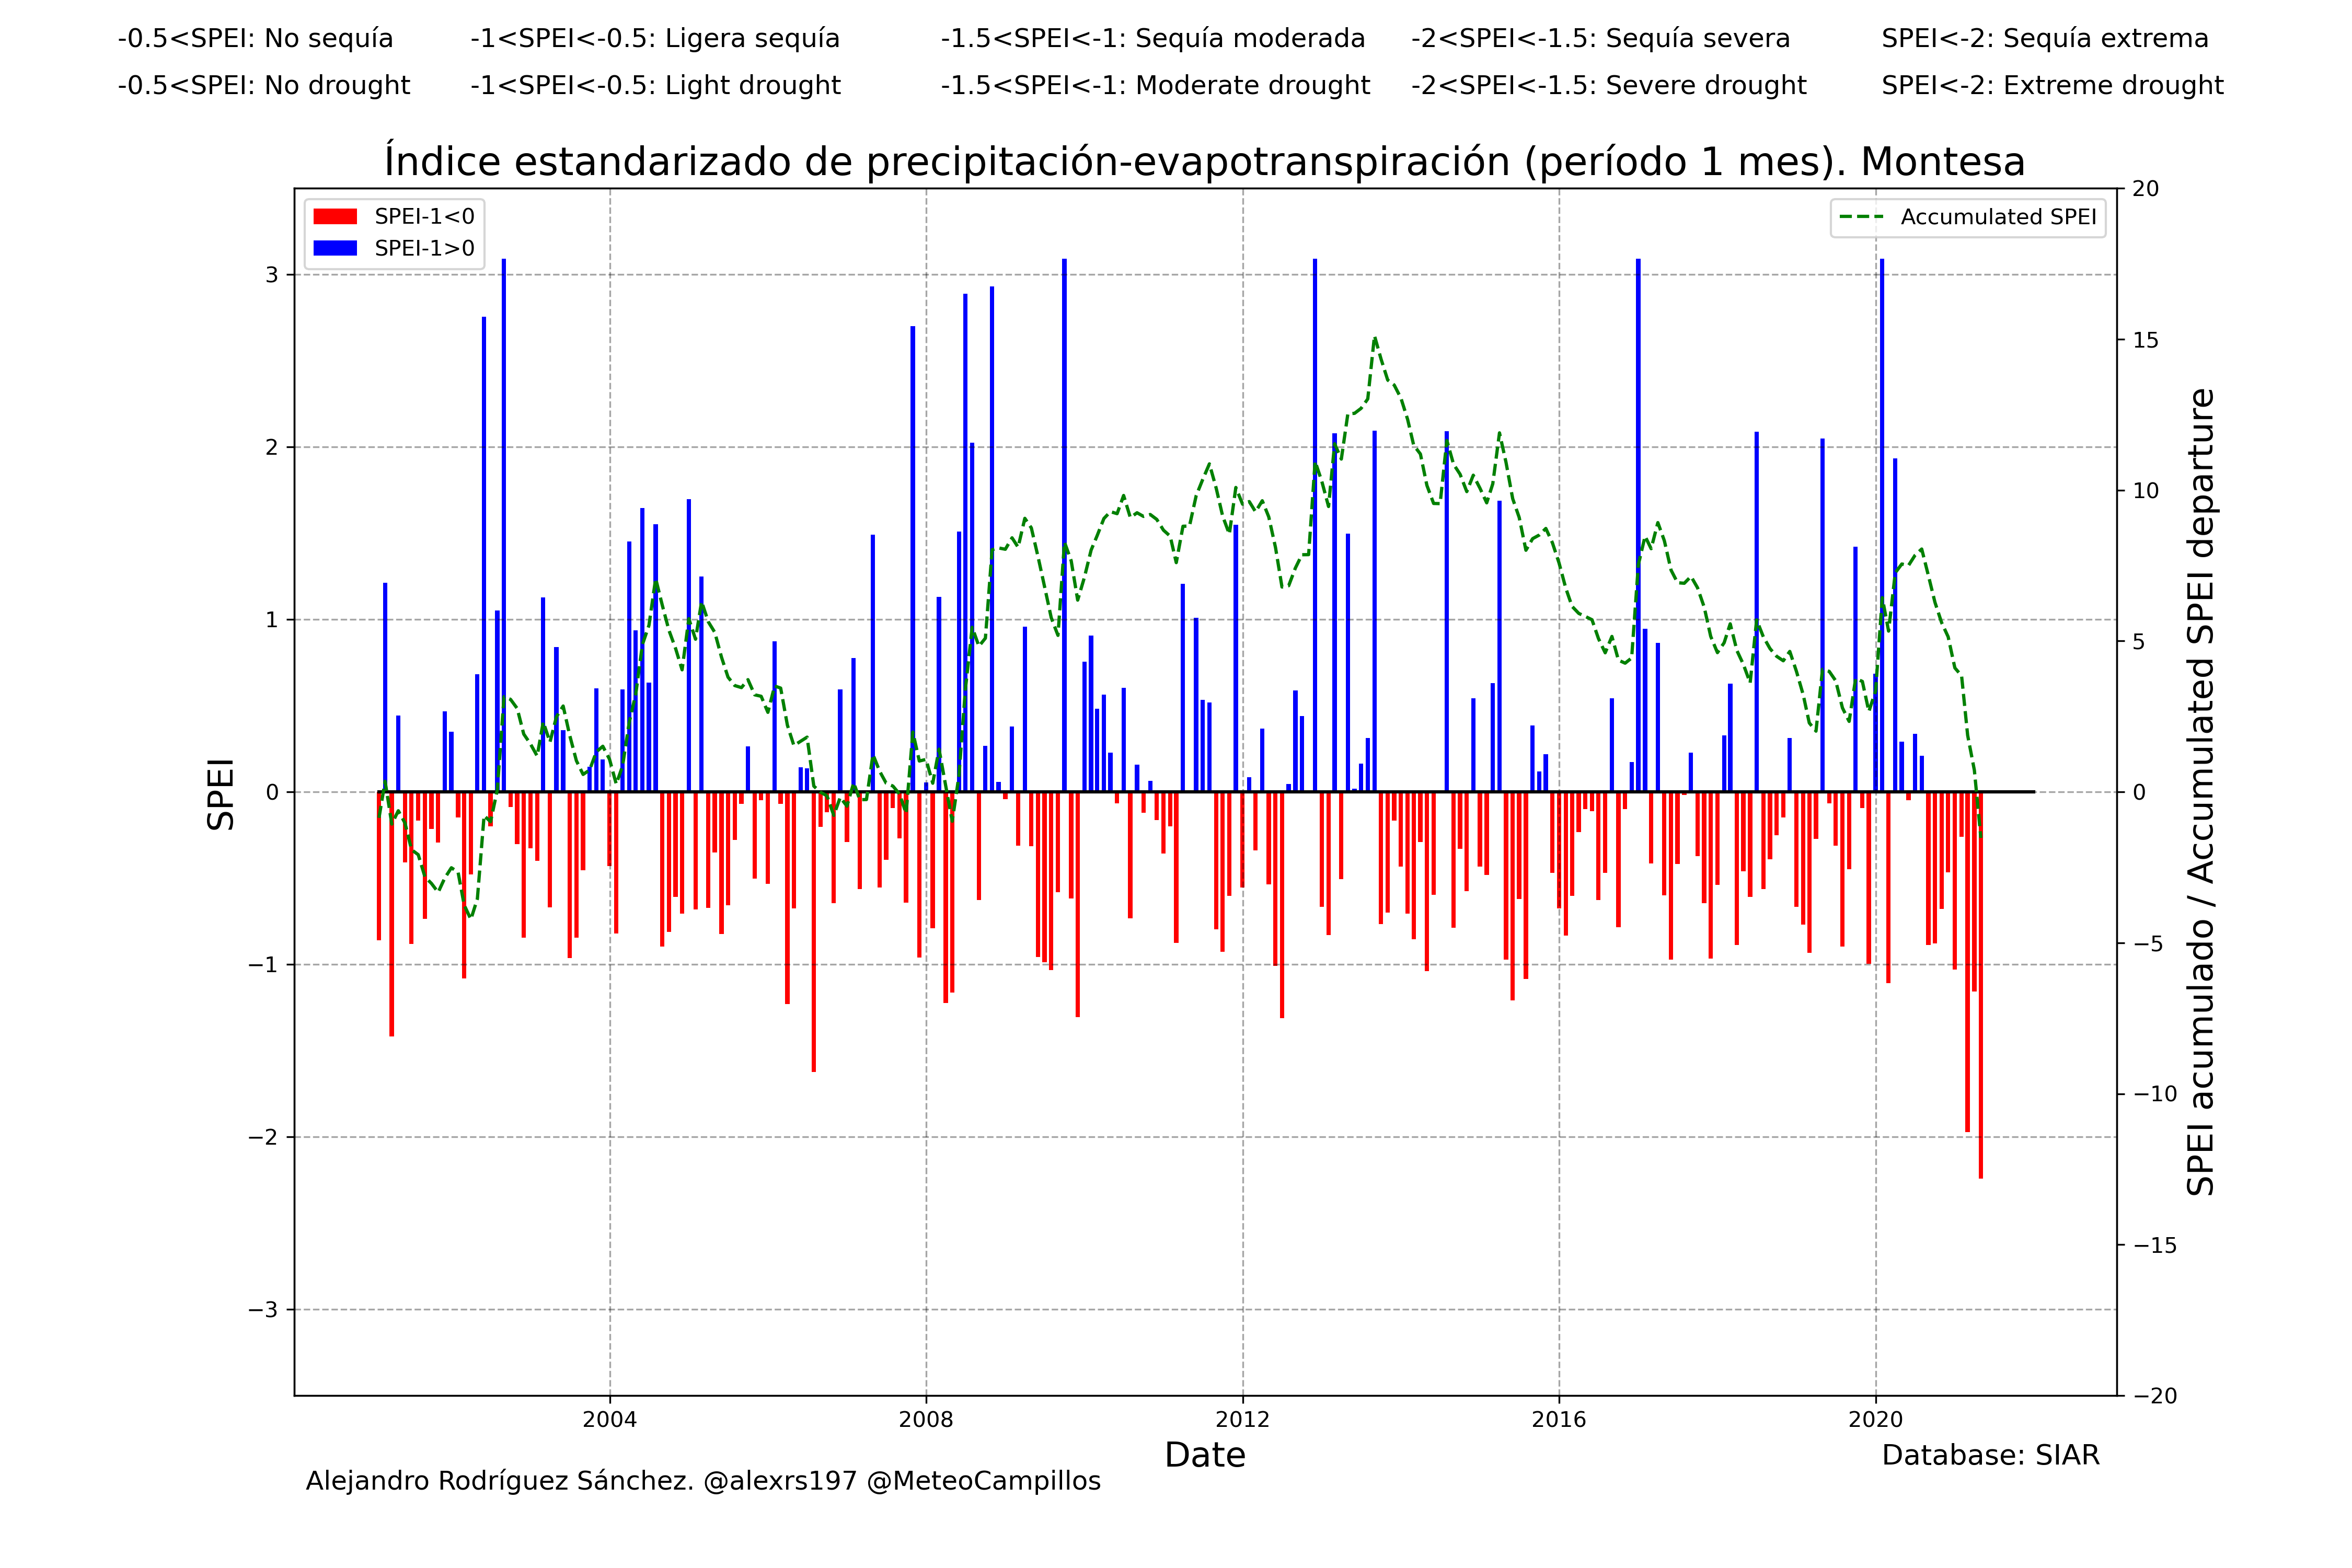 -0.5<SPEI: No sequía -1<SPEI<-0.5: Ligera sequía -1.5<SPEI<-1: Sequía moderada -2<SPEI<-1.5: Sequía severa SPEI<-2: Sequía extrema
-0.5<SPEI: No drought -1<SPEI<-0.5: Light drought -1.5<SPEI<-1: Moderate drought -2<SPEI<-1.5: Severe drought SPEI<-2: Extreme drought
Índice estandarizado de precipitación-evapotranspiración (período 1 mes). Montesa
SPEI-1<0
SPEI-1>0
Accumulated SPEI
SPEI
3
2
1
0
−1
−2
−3
20
15
10
5
0
−5
−10
−15
−20
SPEI acumulado / Accumulated SPEI departure
2004 2008 2012 2016 2020
Date
Database: SIAR
Alejandro Rodríguez Sánchez. @alexrs197 @MeteoCampillos